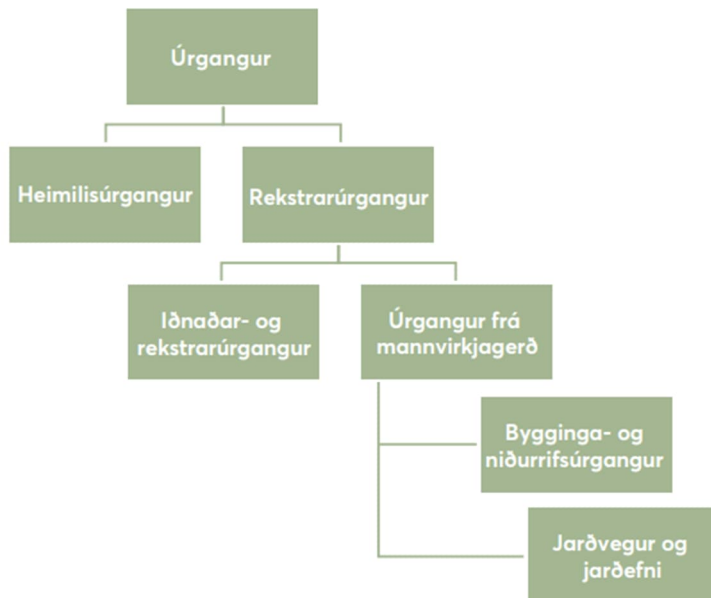 Úrgangur
Heimilisúrgangur
Rekstrarúrgangur
Iðnaðar- og
rekstrarúrgangur
Úrgangur frá
mannvirkjagerð
Bygginga- og
niðurrifsúrgangur
Jarðvegur og
jarðefni